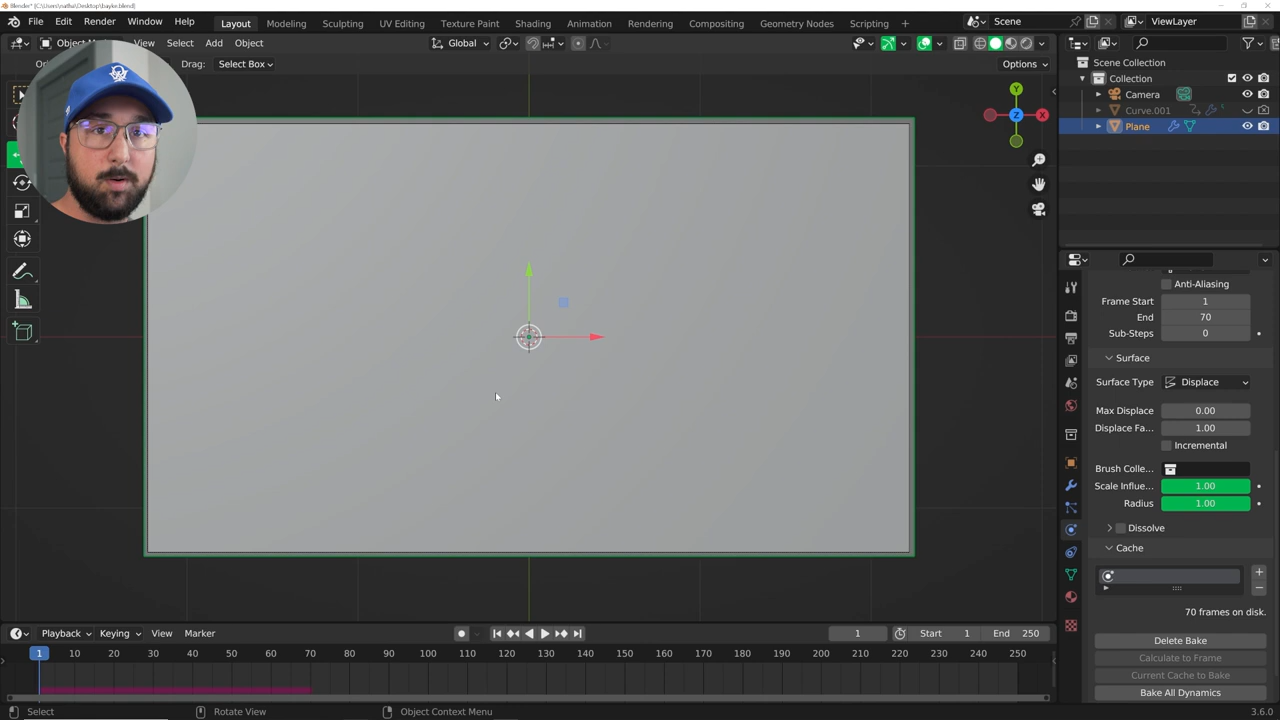 Blender* [C:\Users\natha\Desktop\bayke.blend]
File Edit Render Window Help
Layout Modeling Sculpting UV Editing Texture Paint Shading Animation Rendering Compositing Geometry Nodes Scripting +
Scene
ViewLayer
View Select Add Object
Global
Drag: Select Box
Options
Scene Collection
Collection
Camera
Curve.001
Plane
Y
Z X
Anti-Aliasing
Frame Start 1
End 70
Sub-Steps 0
Surface
Surface Type Displace
Max Displace 0.00
Displace Fa... 1.00
Incremental
Brush Colle...
Scale Influe... 1.00
Radius 1.00
Dissolve
Cache
70 frames on disk.
Delete Bake
Calculate to Frame
Current Cache to Bake
Bake All Dynamics
Playback Keying View Marker
1 Start 1 End 250
1 10 20 30 40 50 60 70 80 90 100 110 120 130 140 150 160 170 180 190 200 210 220 230 240 250
Select Rotate View Object Context Menu 3.6.0